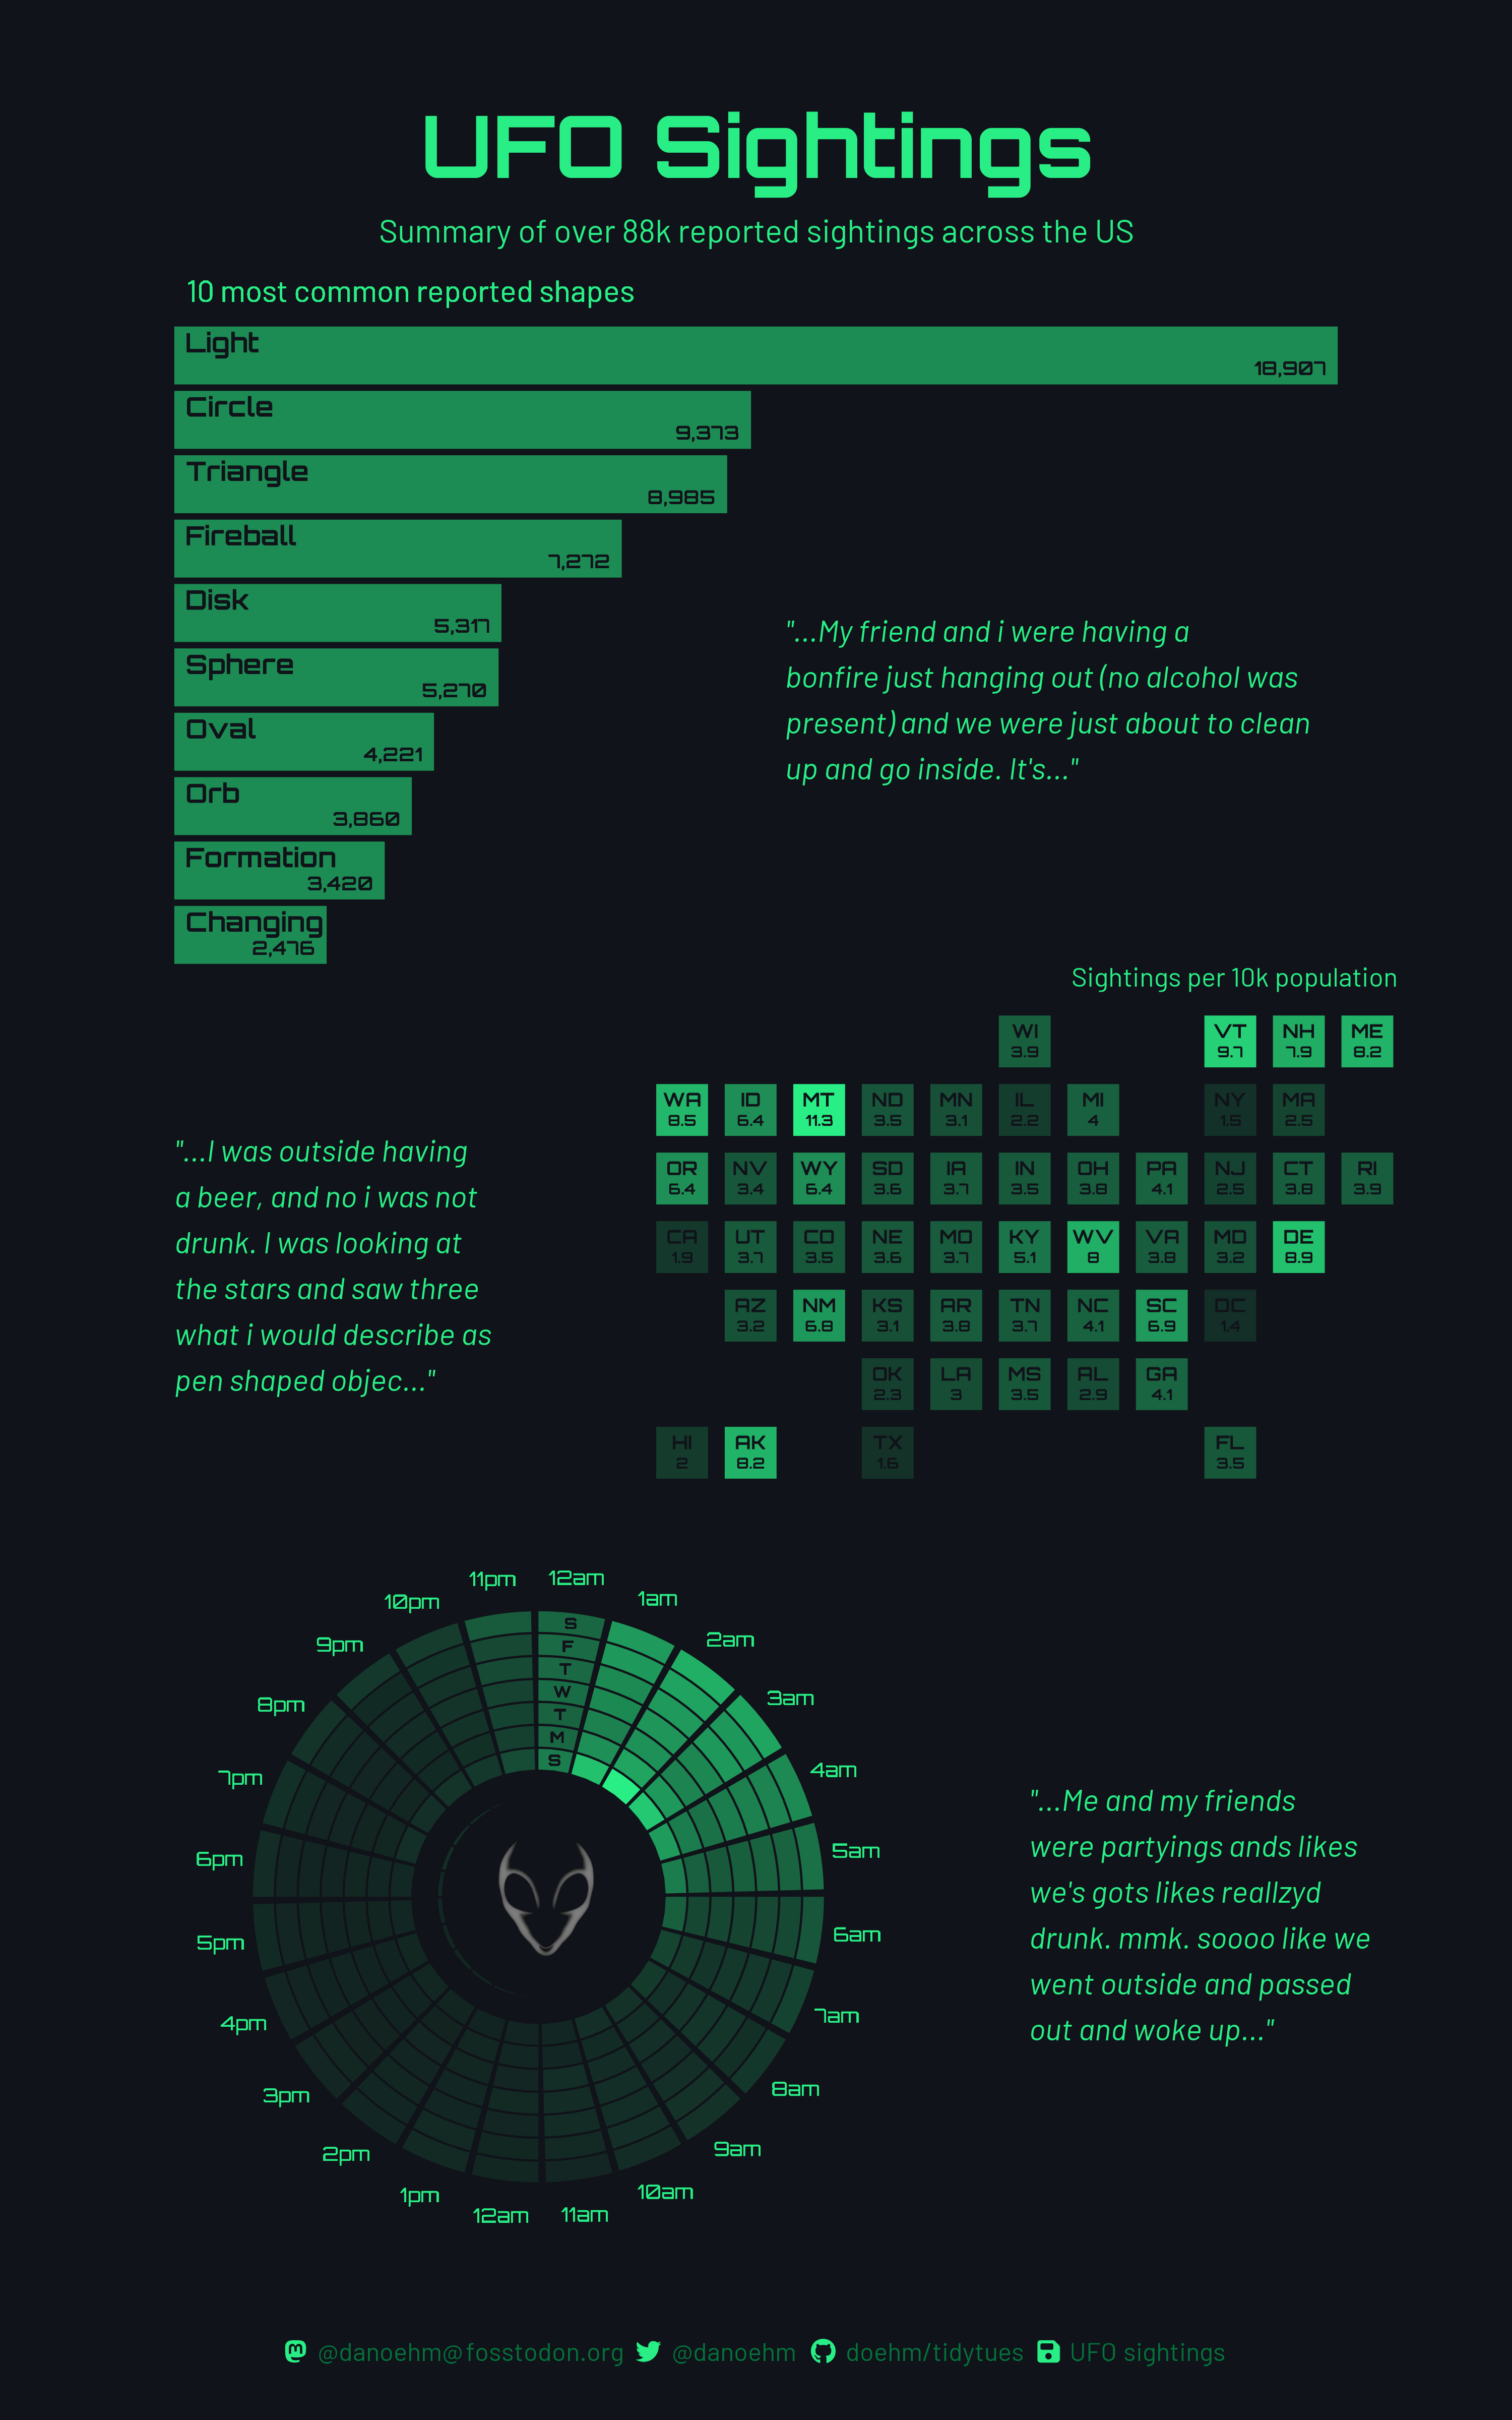 UFO Sightings
Summary of over 88k reported sightings across the US
10 most common reported shapes
Light
18,907
Circle
9,373
Triangle
8,985
Fireball
7,272
Disk
5,317
Sphere
5,270
Oval
4,221
Orb
3,860
Formation
3,420
Changing
2,476
"...My friend and i were having a
bonfire just hanging out (no alcohol was
present) and we were just about to clean
up and go inside. It's..."
Sightings per 10k population
WI VT NH ME
3.9 9.7 7.9 8.2
WA ID MT ND MN IL MI NY MA
8.5 6.4 11.3 3.5 3.1 2.2 4 1.5 2.5
OR NV WY SD IA IN OH PA NJ CT RI
6.4 3.4 6.4 3.6 3.7 3.5 3.8 4.1 2.5 3.8 3.9
CA UT CO NE MO KY WV VA MD DE
1.9 3.7 3.5 3.6 3.7 5.1 8 3.8 3.2 8.9
AZ NM KS AR TN NC SC DC
3.2 6.8 3.1 3.8 3.7 4.1 6.9 1.4
OK LA MS AL GA
2.3 3 3.5 2.9 4.1
HI AK TX FL
2 8.2 1.6 3.5
"...I was outside having
a beer, and no i was not
drunk. I was looking at
the stars and saw three
what i would describe as
pen shaped objec..."
12am
1am
2am
3am
4am
5am
6am
7am
8am
9am
10am
11am
12am
1pm
2pm
3pm
4pm
5pm
6pm
7pm
8pm
9pm
10pm
11pm
S
F
T
W
T
M
S
"...Me and my friends
were partyings ands likes
we's gots likes reallzyd
drunk. mmk. soooo like we
went outside and passed
out and woke up..."
@danoehm@fosstodon.org @danoehm doehm/tidytues UFO sightings